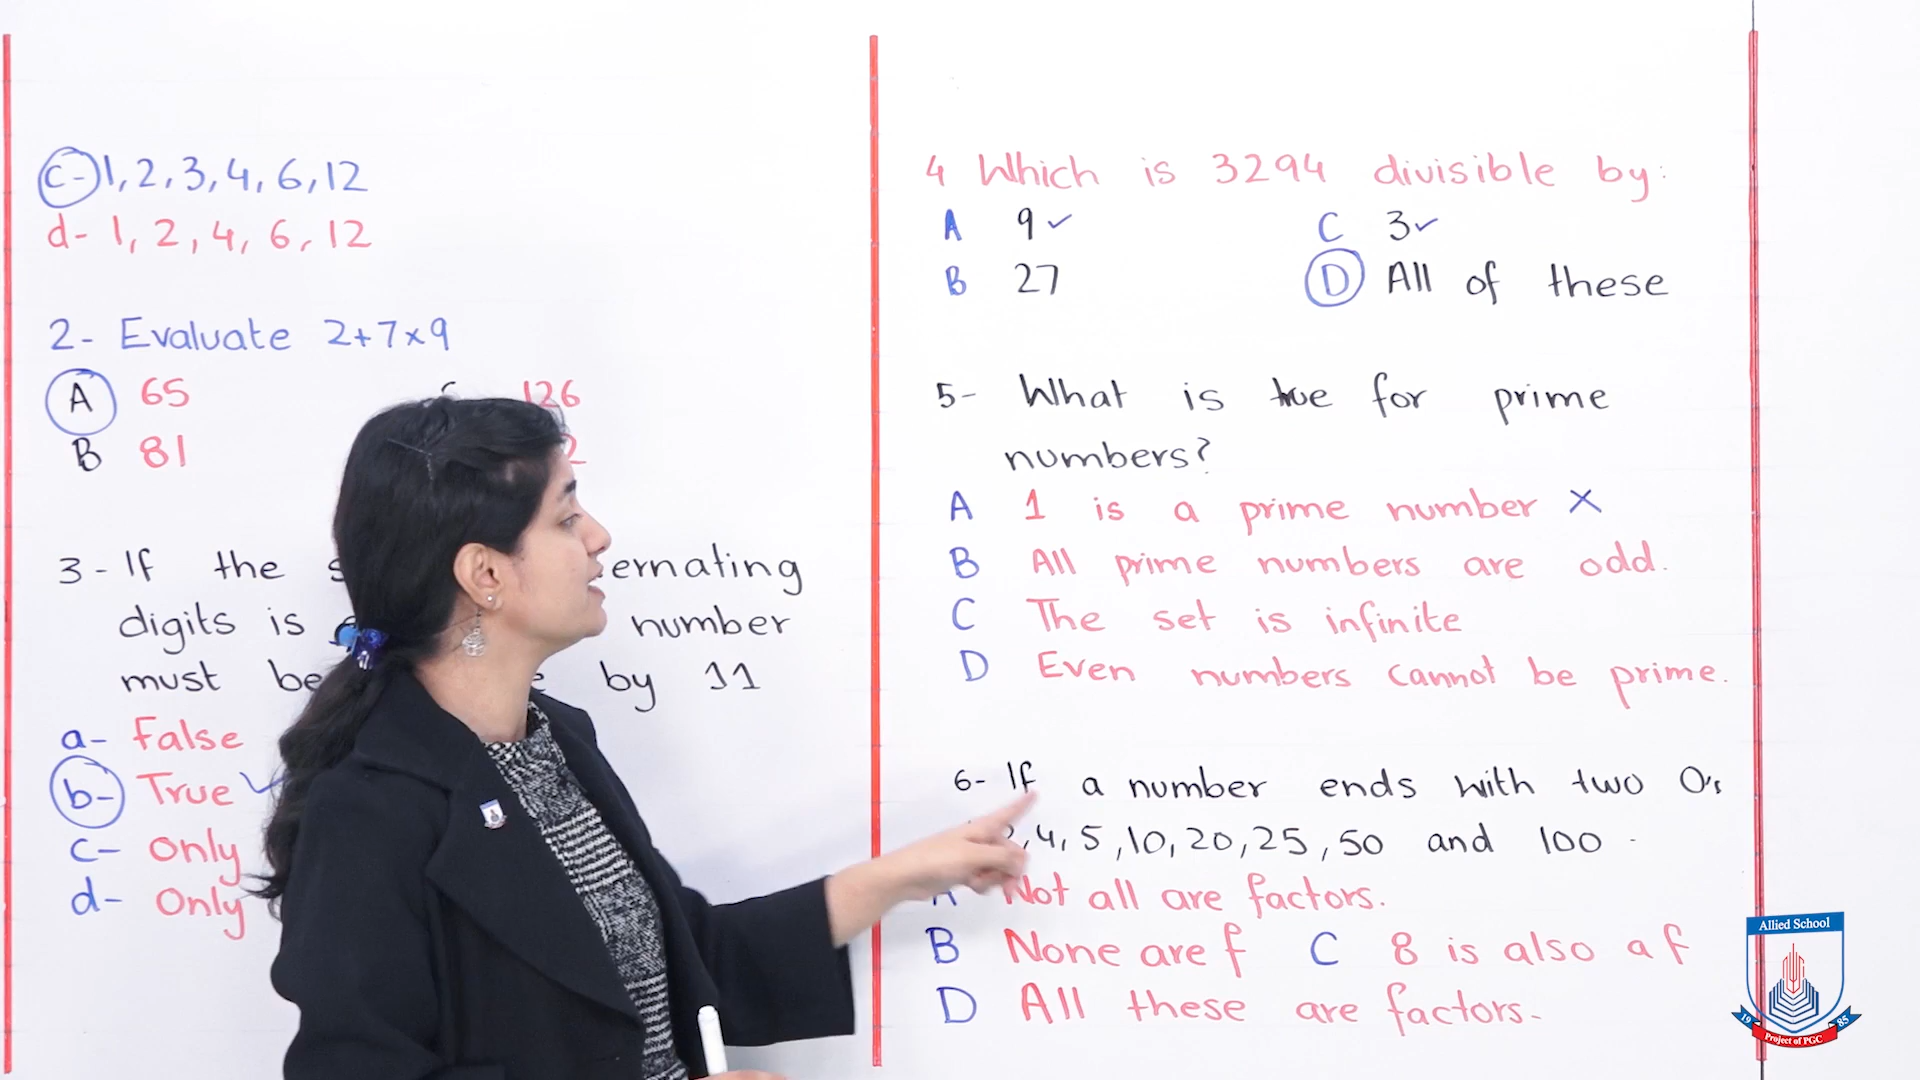 c- 1, 2, 3, 4, 6, 12
d- 1, 2, 4, 6, 12
2- Evaluate 2+7×9
A 65
126
B 81
3- If the ernating
digits is number
must be by 11
a- False
b- True ✓
c- only
d- Only
4 Which is 3294 divisible by:
A 9 ✓ C 3 ✓
B 27 D All of these
5- What is true for prime
numbers?
A 1 is a prime number ×
B All prime numbers are odd.
C The set is infinite
D Even numbers cannot be prime.
6- If a number ends with two 0's
, 4, 5, 10, 20, 25, 50 and 100.
Not all are factors.
B None are f C 8 is also a f
D All these are factors.
Allied School
19 85
Project of PGC